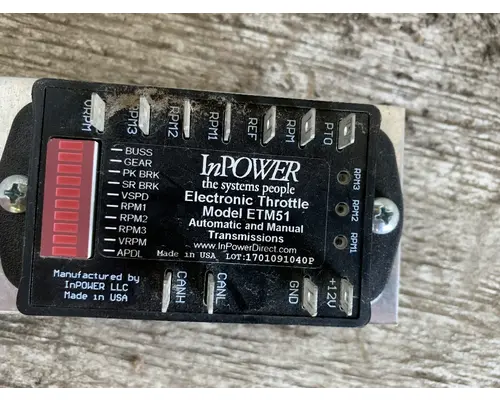 VRPM RPM3 RPM2 RPM1 REF RPM PTO
BUSS
GEAR
PK BRK
SR BRK
VSPD
RPM1
RPM2
RPM3
VRPM
APDL
InPOWER
the systems people
Electronic Throttle
Model ETM51
Automatic and Manual
Transmissions
www.InPowerDirect.com
Made in USA LOT:1701091040P
RPM3
RPM2
RPM1
Manufactured by
InPOWER LLC
Made in USA
CANH CANL GND +12V